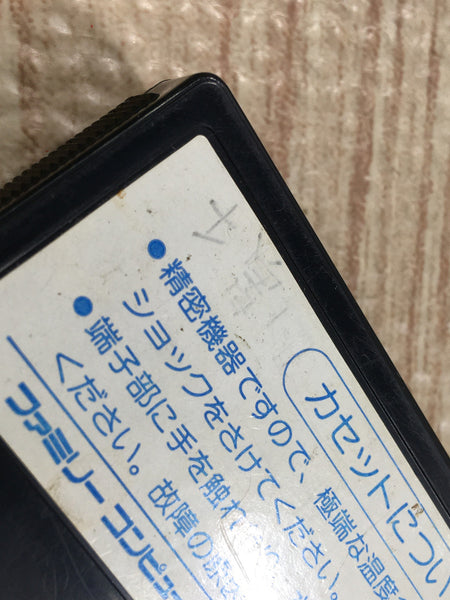 カセットについ
●精密機器ですので、極端な温度
ショックをさけてください。
●端子部に手を触れ
ください。故障の原
ファミリーコンピュ